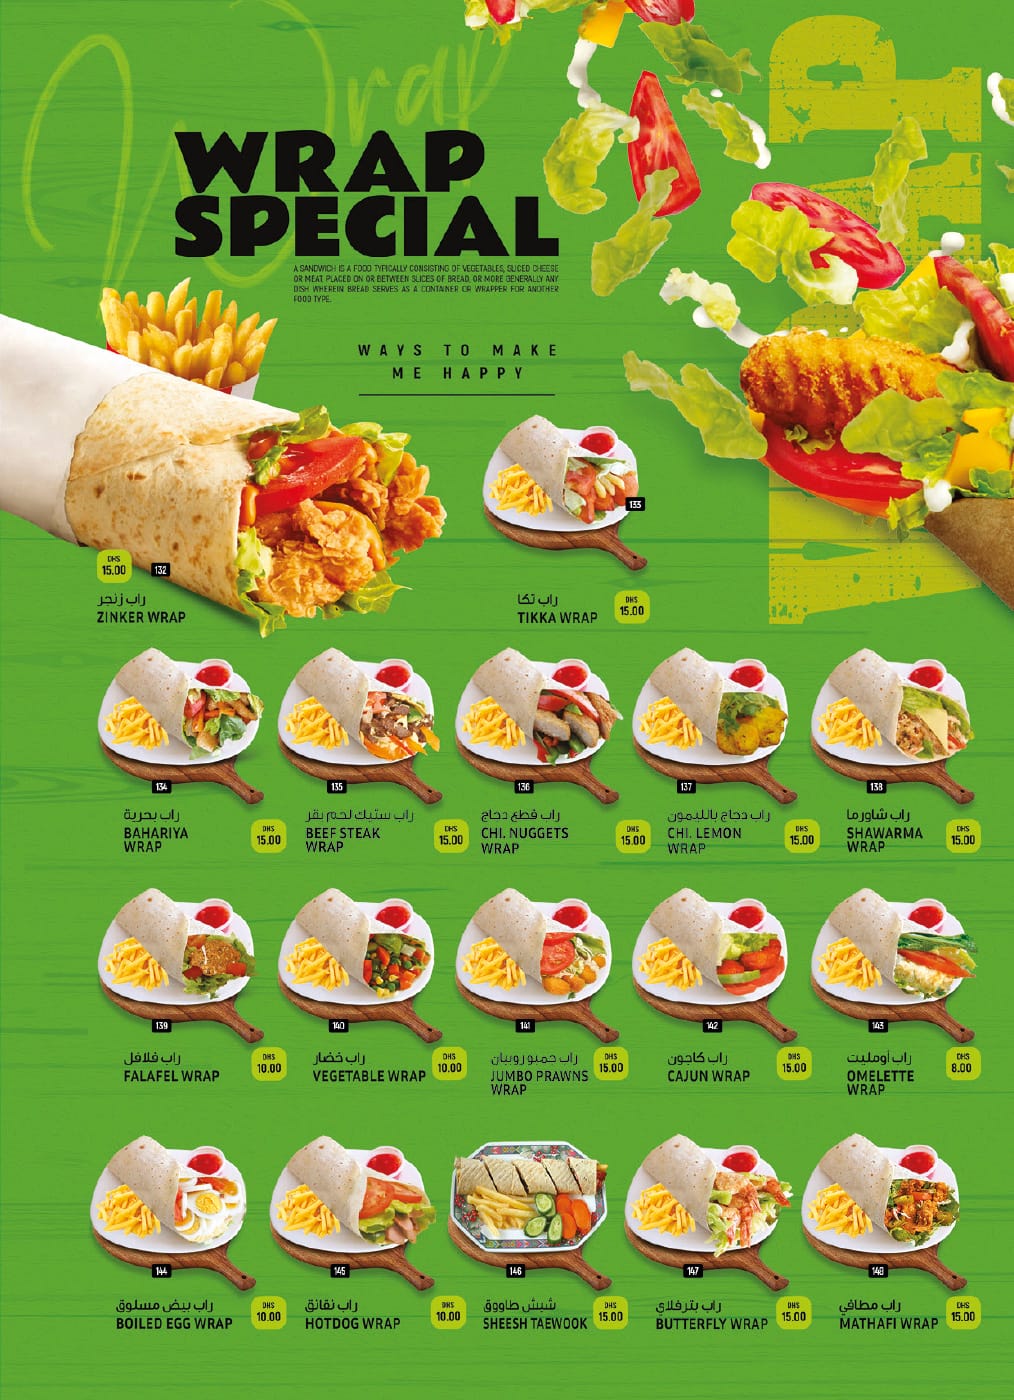 Wrap
WRAP
WRAP
SPECIAL
A SANDWICH IS A FOOD TYPICALLY CONSISTING OF VEGETABLES, SLICED CHEESE
OR MEAT, PLACED ON OR BETWEEN SLICES OF BREAD, OR MORE GENERALLY ANY
DISH WHEREIN BREAD SERVES AS A CONTAINER OR WRAPPER FOR ANOTHER
FOOD TYPE.
WAYS TO MAKE
ME HAPPY
DHS
15.00
132
راب زنجر
ZINKER WRAP
133
راب تكا
TIKKA WRAP
DHS
15.00
134
راب بحرية
BAHARIYA
WRAP
DHS
15.00
135
راب ستيك لحم بقر
BEEF STEAK
WRAP
DHS
15.00
136
راب قطع دجاج
CHI. NUGGETS
WRAP
DHS
15.00
137
راب دجاج بالليمون
CHI. LEMON
WRAP
DHS
15.00
138
راب شاورما
SHAWARMA
WRAP
DHS
15.00
139
راب فلافل
FALAFEL WRAP
DHS
10.00
140
راب خضار
VEGETABLE WRAP
DHS
10.00
141
راب جمبو روبيان
JUMBO PRAWNS
WRAP
DHS
15.00
142
راب كاجون
CAJUN WRAP
DHS
15.00
143
راب أومليت
OMELETTE
WRAP
DHS
8.00
144
راب بيض مسلوق
BOILED EGG WRAP
DHS
10.00
145
راب نقانق
HOTDOG WRAP
DHS
10.00
146
شيش طاووق
SHEESH TAEWOOK
DHS
15.00
147
راب بترفلاي
BUTTERFLY WRAP
DHS
15.00
148
راب مطافي
MATHAFI WRAP
DHS
15.00